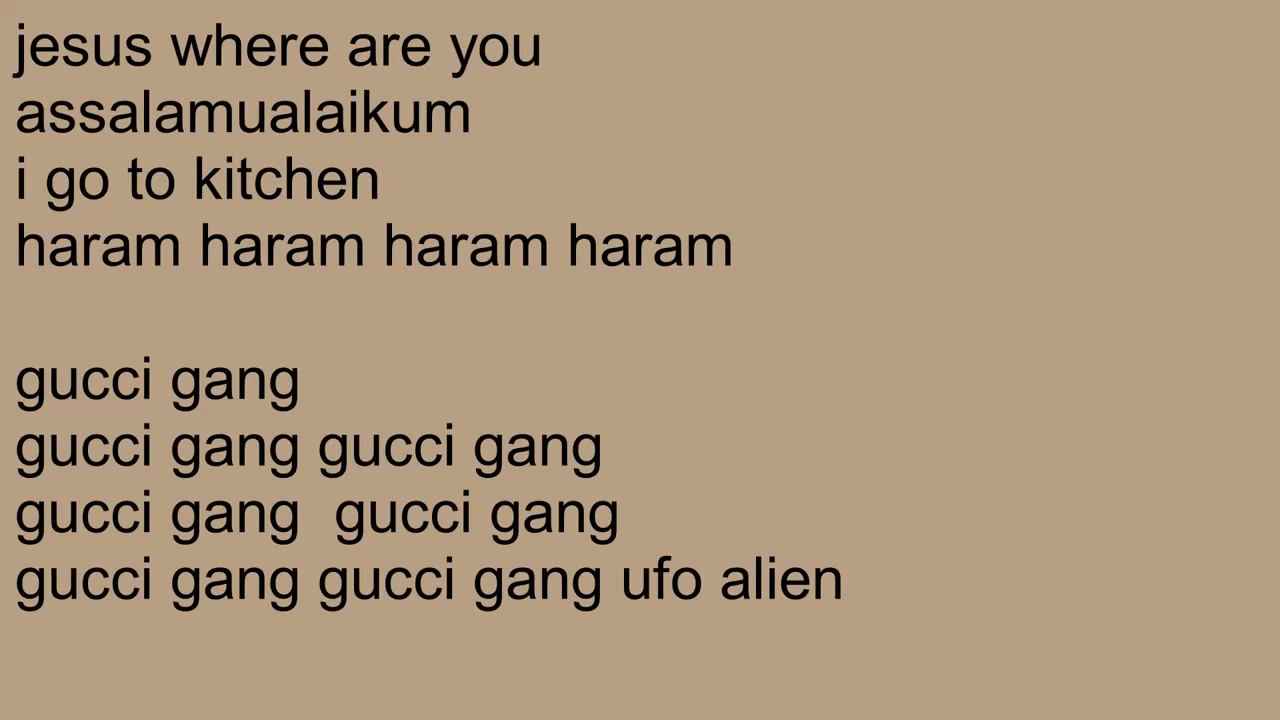 jesus where are you
assalamualaikum
i go to kitchen
haram haram haram haram

gucci gang
gucci gang gucci gang
gucci gang  gucci gang
gucci gang gucci gang ufo alien